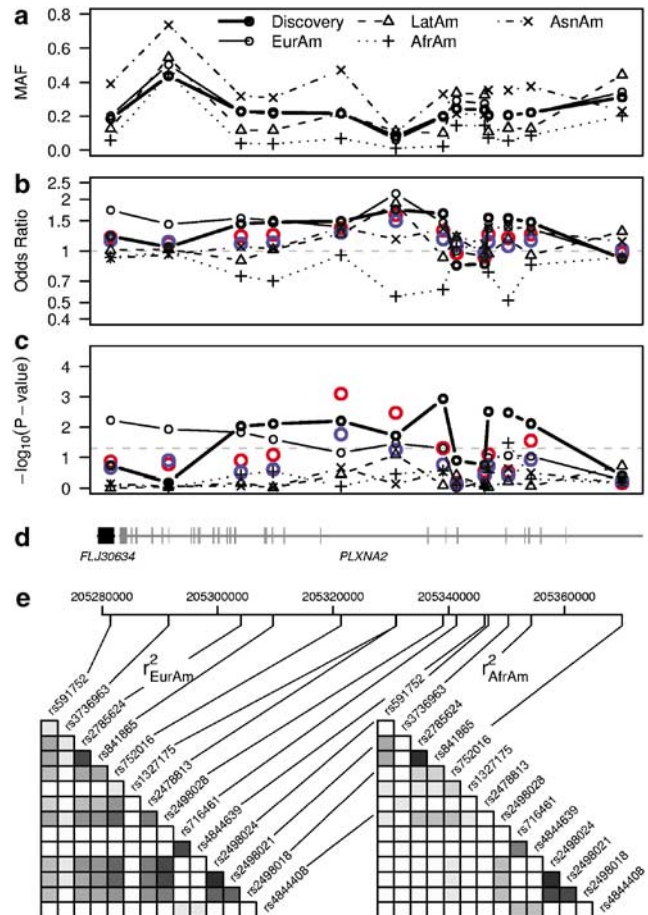 a
Discovery
LatAm
AsnAm
EurAm
AfrAm
0.8
0.6
0.4
0.2
0.0
MAF
b
2.5
2.0
1.5
1
0.7
0.5
0.4
Odds Ratio
c
4
3
2
1
0
−log10(P−value)
d
FLJ30634
PLXNA2
e
205280000
205300000
205320000
205340000
205360000
r2EurAm
r2AfrAm
rs591752
rs3736963
rs2785624
rs841865
rs752016
rs1327175
rs2478813
rs2498028
rs716461
rs4844639
rs2498024
rs2498021
rs2498018
rs4844408
rs591752
rs3736963
rs2785624
rs841865
rs752016
rs1327175
rs2478813
rs2498028
rs716461
rs4844639
rs2498024
rs2498021
rs2498018
rs4844408